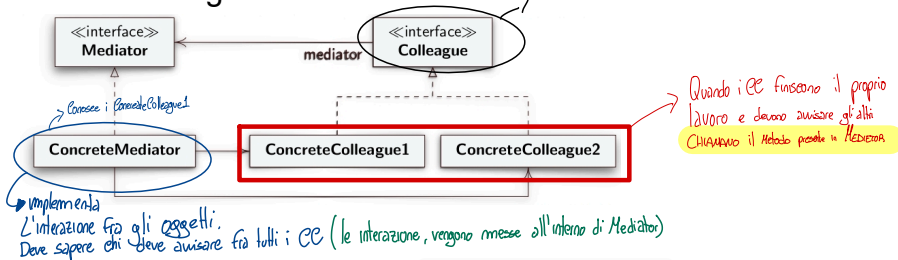 ≪interface≫
Mediator
mediator
≪interface≫
Colleague
Conosce i ConcreteColleague1
ConcreteMediator
ConcreteColleague1
ConcreteColleague2
Quando i CC finiscono il proprio
lavoro e devono avvisare gli altri
CHIAMANO il Metodo presente in MEDIATOR
implementa
L'interazione fra gli oggetti.
Deve sapere chi deve avvisare fra tutti i CC (le interazione, vengono messe all'interno di Mediator)